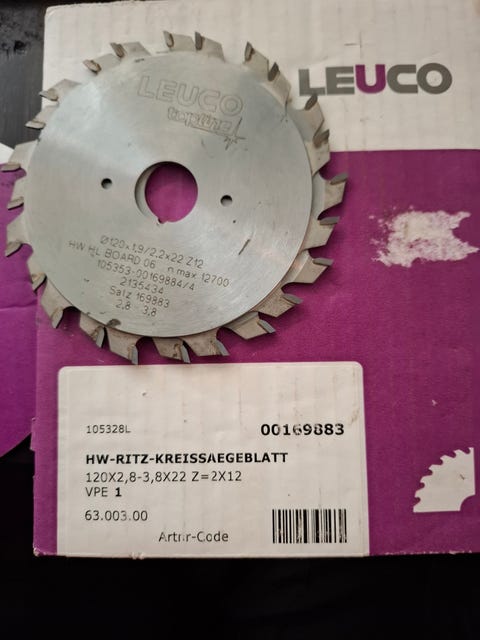 LEUCO
topline
LEUCO
Ø120x1,9/2,2x22 Z12
HW HL BOARD 06 n max 12700
105353-00169884/4
2135434
Satz 169883
2,8 - 3,8
105328L
00169883
HW-RITZ-KREISSAEGEBLATT
120X2,8-3,8X22 Z=2X12
VPE 1
63.003.00
Artnr-Code